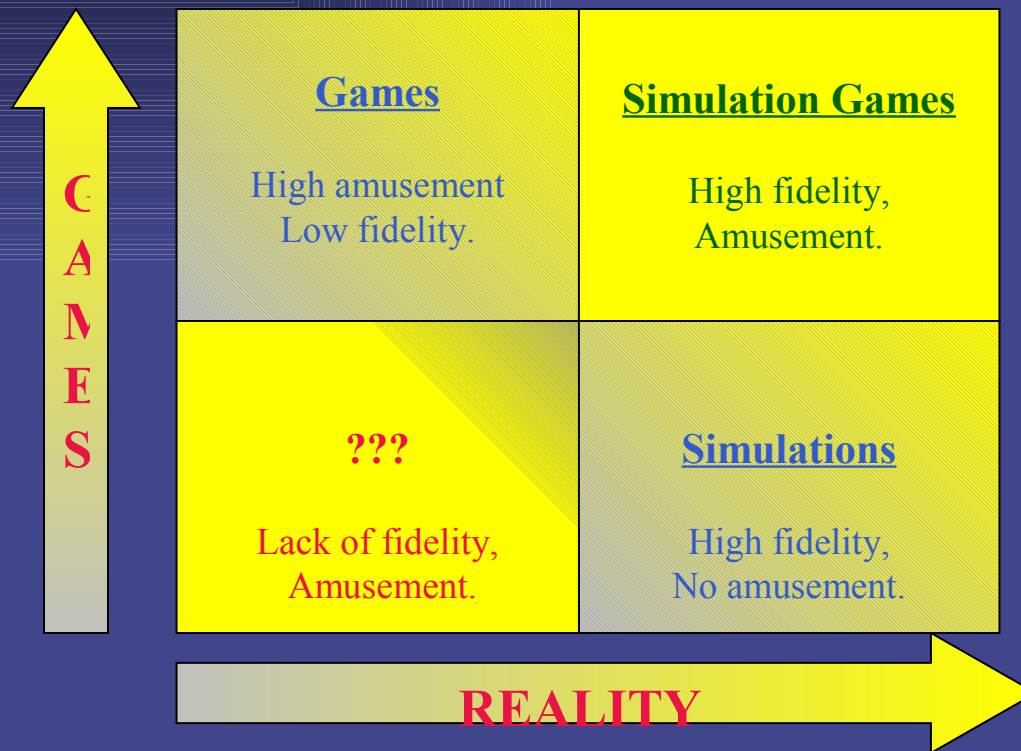 GAMES
Games
High amusement
Low fidelity.
Simulation Games
High fidelity,
Amusement.
???
Lack of fidelity,
Amusement.
Simulations
High fidelity,
No amusement.
REALITY